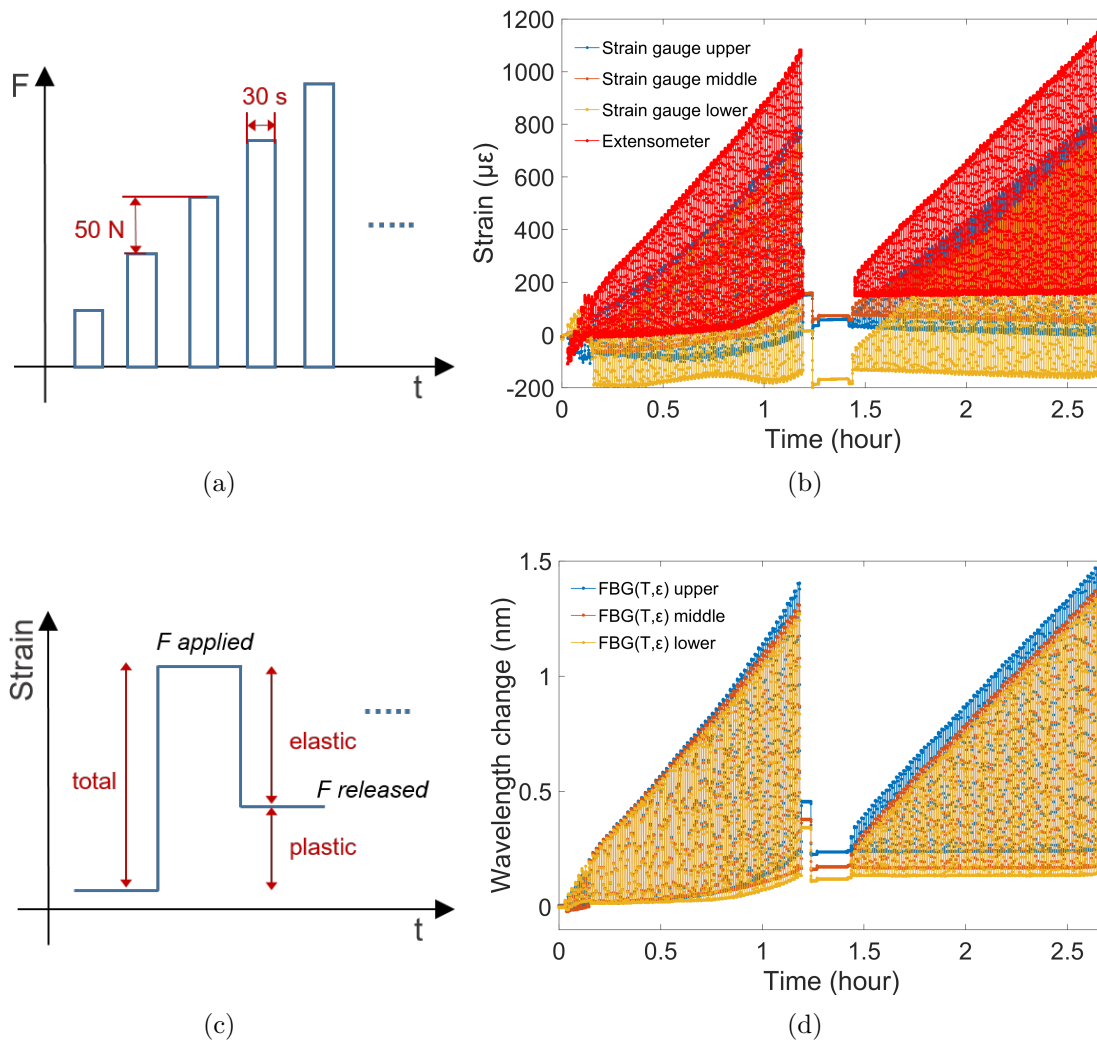 F
30 s
50 N
t
(a)
1200
1000
800
600
400
200
0
-200
Strain (με)
Strain gauge upper
Strain gauge middle
Strain gauge lower
Extensometer
0
0.5
1
1.5
2
2.5
Time (hour)
(b)
Strain
F applied
total
elastic
F released
plastic
t
(c)
1.5
1
0.5
0
Wavelength change (nm)
FBG(T,ε) upper
FBG(T,ε) middle
FBG(T,ε) lower
0
0.5
1
1.5
2
2.5
Time (hour)
(d)